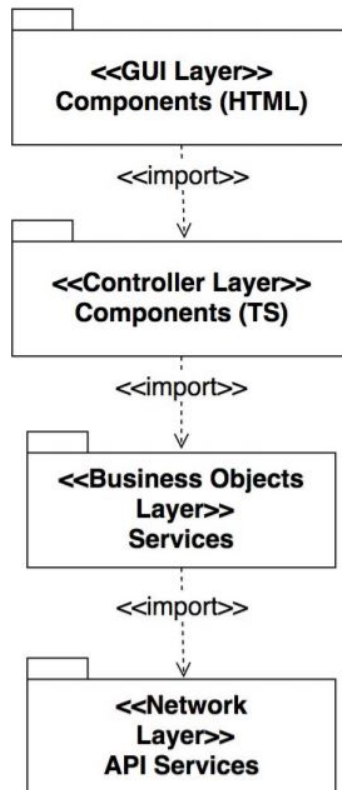 <<GUI Layer>>
Components (HTML)
<<import>>
<<Controller Layer>>
Components (TS)
<<import>>
<<Business Objects
Layer>>
Services
<<import>>
<<Network
Layer>>
API Services